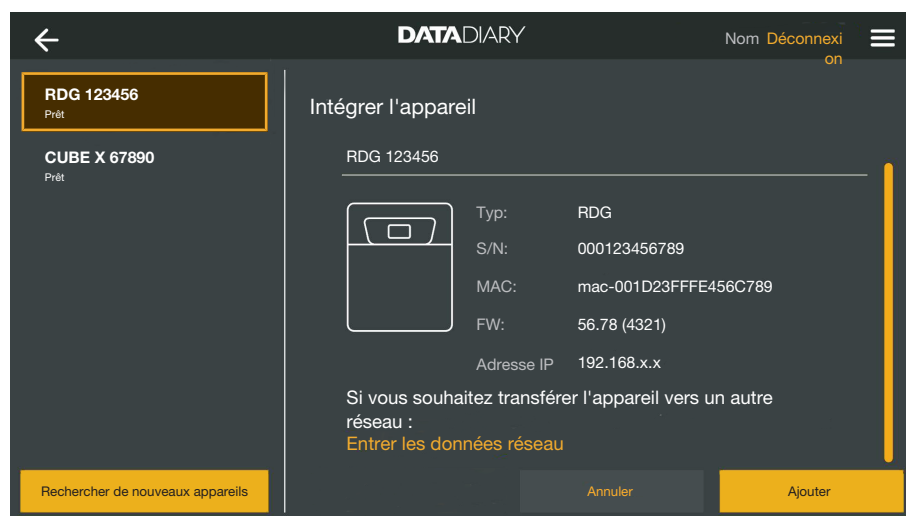 DATADIARY
Nom Déconnexi
on
RDG 123456
Prêt
CUBE X 67890
Prêt
Rechercher de nouveaux appareils
Intégrer l'appareil
RDG 123456
Typ: RDG
S/N: 000123456789
MAC: mac-001D23FFFE456C789
FW: 56.78 (4321)
Adresse IP 192.168.x.x
Si vous souhaitez transférer l'appareil vers un autre
réseau :
Entrer les données réseau
Annuler
Ajouter